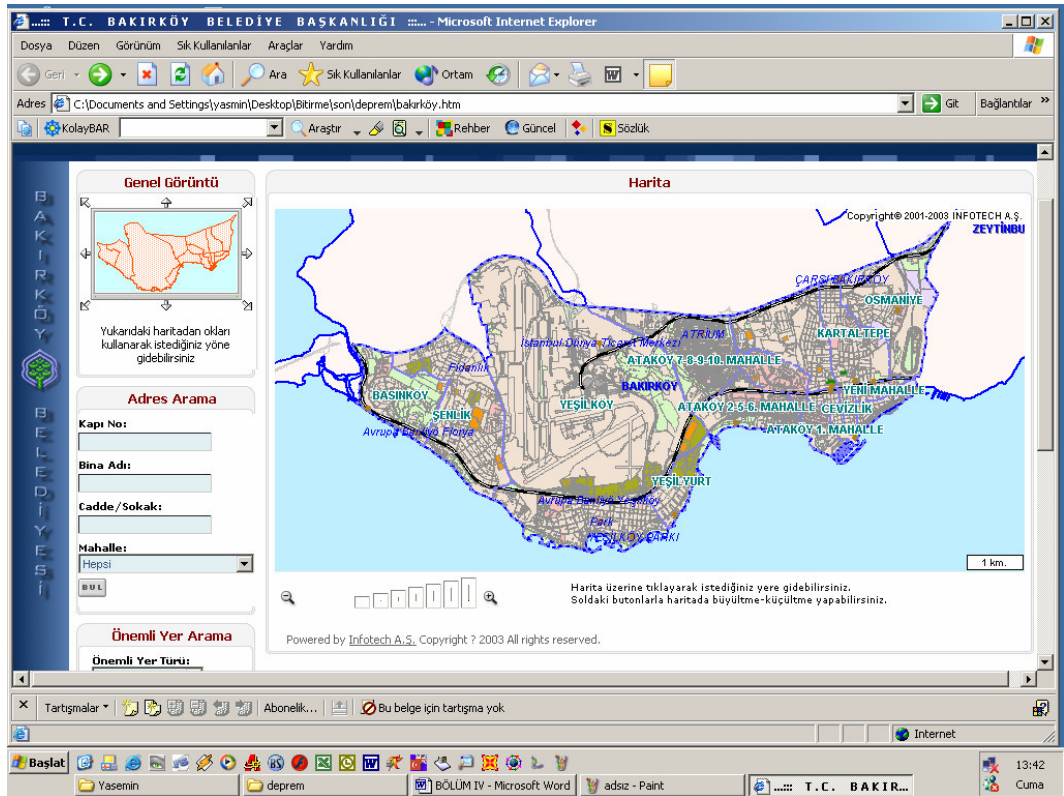 ...::: T.C. BAKIRKÖY BELEDİYE BAŞKANLIĞI :::... - Microsoft Internet Explorer
Dosya Düzen Görünüm Sık Kullanılanlar Araçlar Yardım
Geri Ara Sık Kullanılanlar Ortam
Adres C:\Documents and Settings\yasmin\Desktop\Bitirme\son\deprem\bakırköy.htm Git Bağlantılar »
KolayBAR Araştır Rehber Güncel Sözlük
BAKIRKÖY BELEDİYESİ
Genel Görüntü
Yukarıdaki haritadan okları
kullanarak istediğiniz yöne
gidebilirsiniz
Adres Arama
Kapı No:
Bina Adı:
Cadde/Sokak:
Mahalle:
Hepsi
BUL
Önemli Yer Arama
Önemli Yer Türü:
Harita
Copyright© 2001-2003 İNFOTECH A.Ş.
ZEYTİNBU
ÇARŞI BAKIRKÖY
OSMANİYE
KARTALTEPE
ATRIUM
İstanbul Dünya Ticaret Merkezi
ATAKÖY 7-8-9-10. MAHALLE
Fidanlık
BAKIRKÖY
YENİ MAHALLE
BASINKÖY
YEŞİLKÖY
ATAKÖY 2-5-6. MAHALLE
CEVİZLİK
ŞENLİK
ATAKÖY 1. MAHALLE
Avrupa Banliyö Florya
YEŞİLYURT
Avrupa Banliyö Yeşilköy
Park
YEŞİLKÖY PARKI
1 km.
Harita üzerine tıklayarak istediğiniz yere gidebilirsiniz.
Soldaki butonlarla haritada büyültme-küçültme yapabilirsiniz.
Powered by Infotech A.Ş. Copyright ? 2003 All rights reserved.
Tartışmalar Abonelik... Bu belge için tartışma yok
Internet
Başlat
13:42
Yasemin deprem BÖLÜM IV - Microsoft Word adsız - Paint ...::: T.C. BAKIR...
Cuma